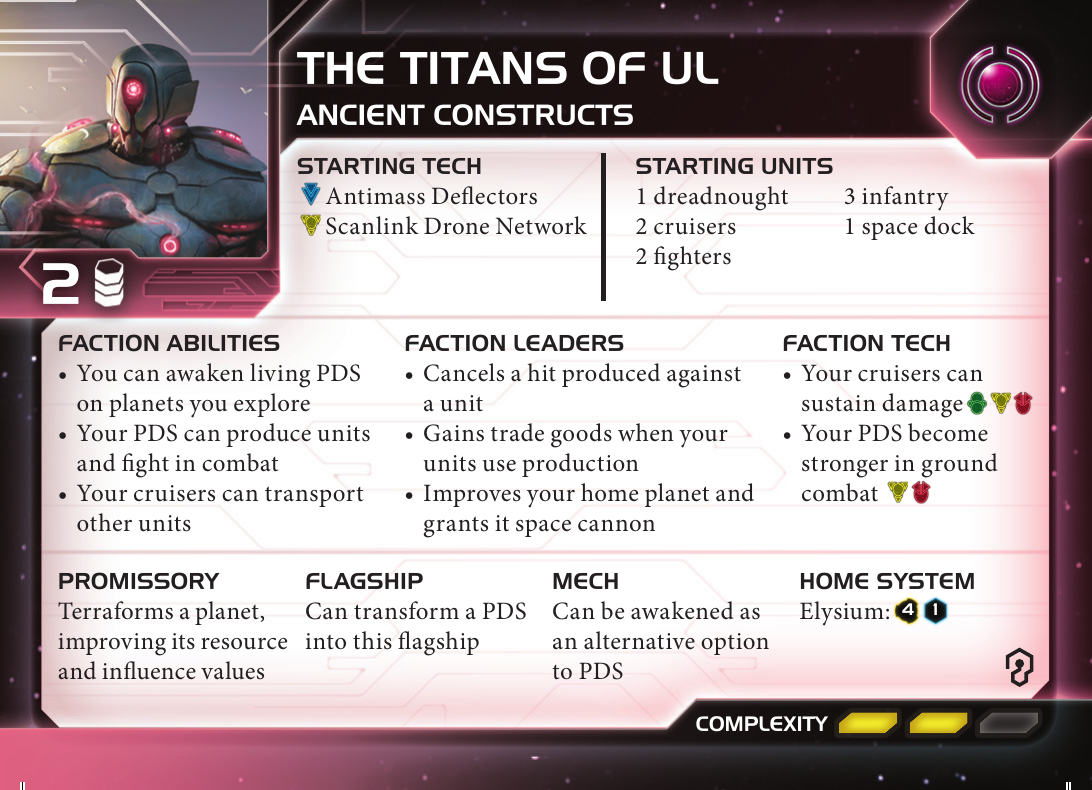 THE TITANS OF UL
ANCIENT CONSTRUCTS
2
STARTING TECH
Antimass Deflectors
Scanlink Drone Network
STARTING UNITS
1 dreadnought
2 cruisers
2 fighters
3 infantry
1 space dock
FACTION ABILITIES
• You can awaken living PDS
on planets you explore
• Your PDS can produce units
and fight in combat
• Your cruisers can transport
other units
FACTION LEADERS
• Cancels a hit produced against
a unit
• Gains trade goods when your
units use production
• Improves your home planet and
grants it space cannon
FACTION TECH
• Your cruisers can
sustain damage
• Your PDS become
stronger in ground
combat
PROMISSORY
Terraforms a planet,
improving its resource
and influence values
FLAGSHIP
Can transform a PDS
into this flagship
MECH
Can be awakened as
an alternative option
to PDS
HOME SYSTEM
Elysium: 4 1
COMPLEXITY